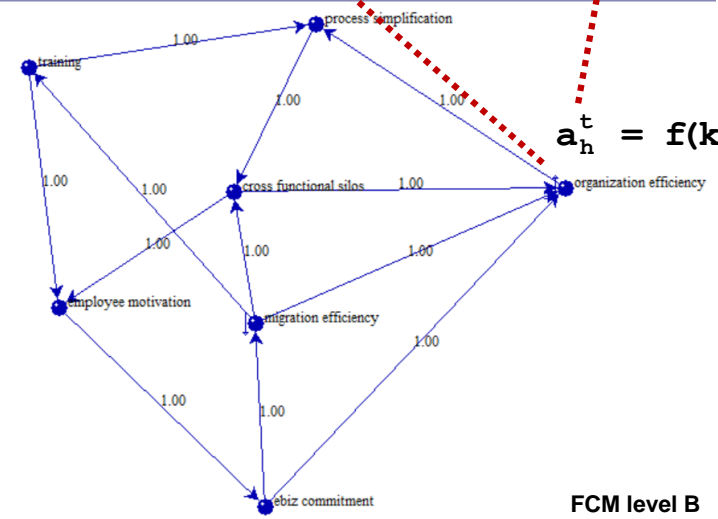 process simplification
1.00
training
1.00
1.00
a_h^t = f(k
1.00
1.00
cross functional silos
1.00
organization efficiency
1.00
1.00
1.00
employee motivation
migration efficiency
1.00
1.00
1.00
ebiz commitment
FCM level B